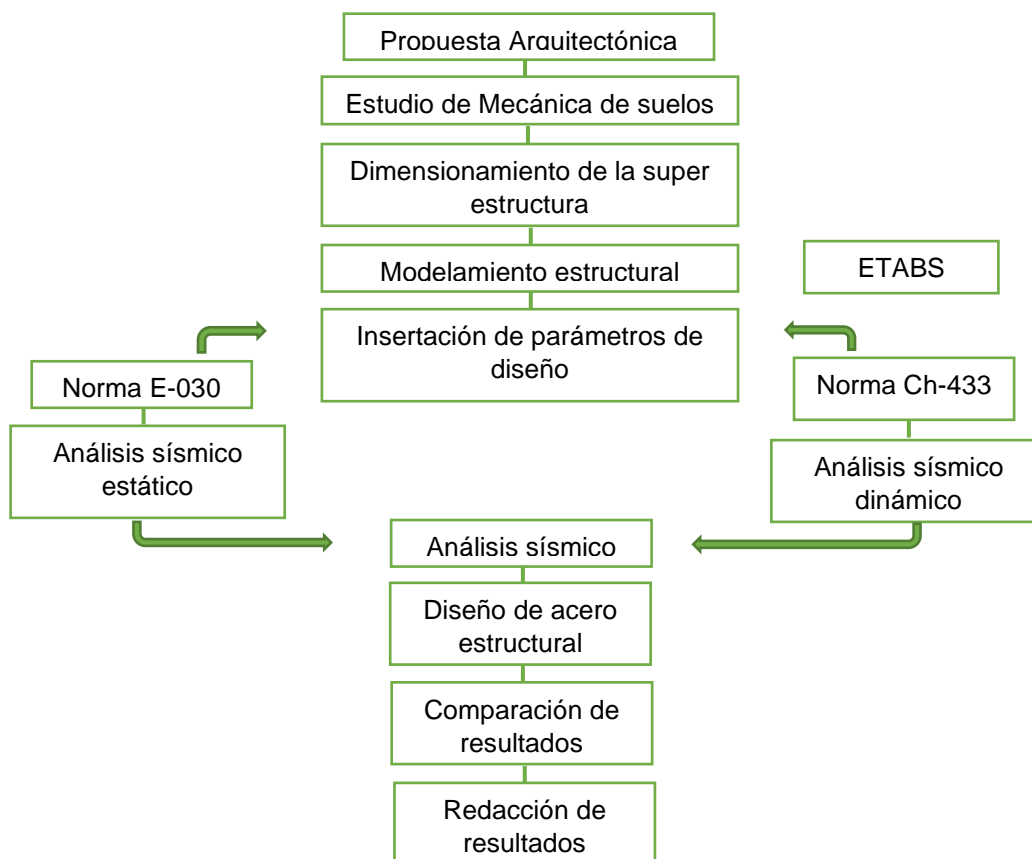 Propuesta Arquitectónica
Estudio de Mecánica de suelos
Dimensionamiento de la super
estructura
Modelamiento estructural
ETABS
Insertación de parámetros de
diseño
Norma E-030
Norma Ch-433
Análisis sísmico
estático
Análisis sísmico
dinámico
Análisis sísmico
Diseño de acero
estructural
Comparación de
resultados
Redacción de
resultados